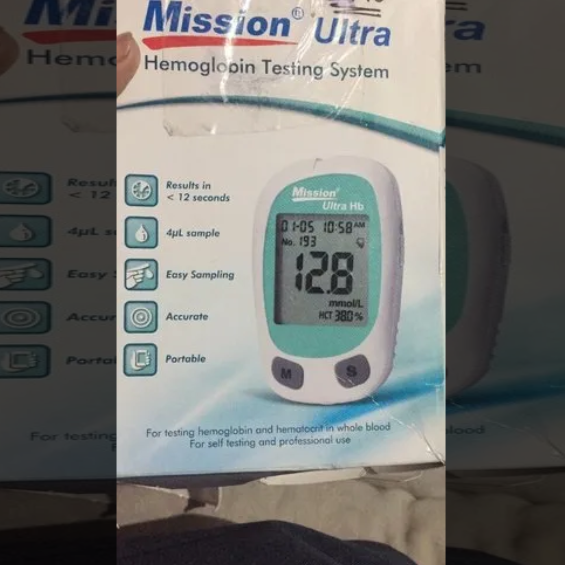 Mission® Ultra
Hemoglobin Testing System
Results in
< 12 seconds
4µL sample
Easy Sampling
Accurate
Portable
Mission®
Ultra Hb
01-05 10:58 AM
No. 193
12.8
mmol/L
HCT 38.0 %
M
S
For testing hemoglobin and hematocrit in whole blood
For self testing and professional use